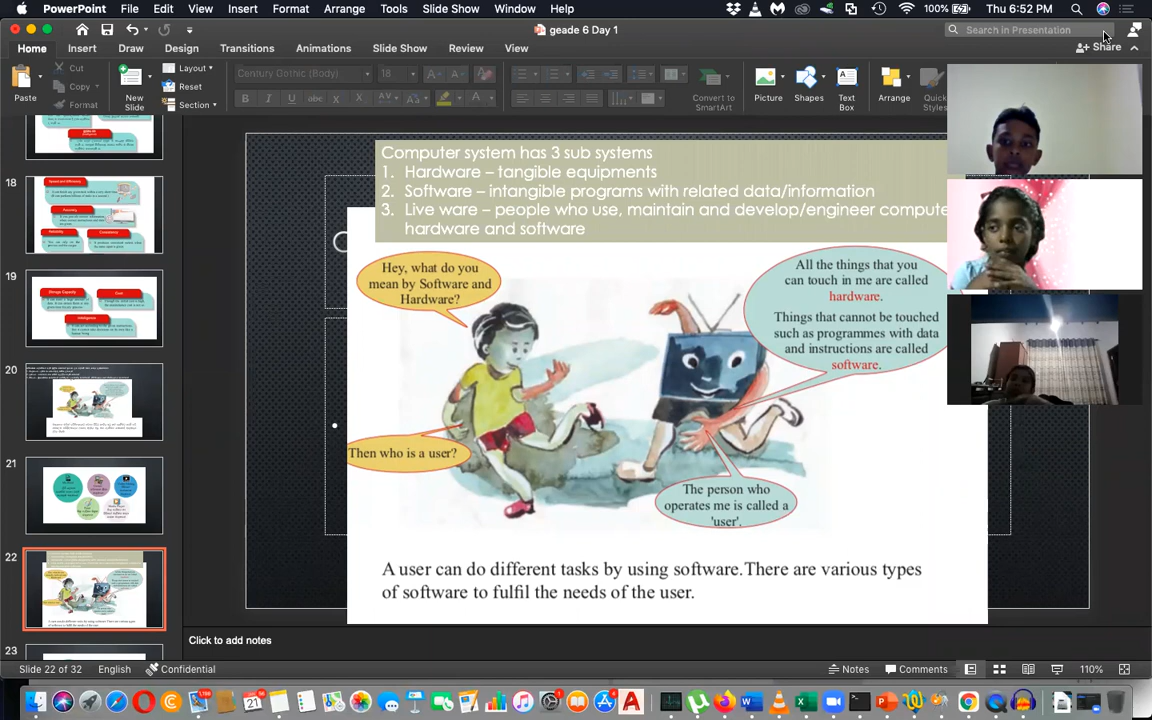 PowerPoint File Edit View Insert Format Arrange Tools Slide Show Window Help 100% Thu 6:52 PM
geade 6 Day 1
Search in Presentation
Home Insert Draw Design Transitions Animations Slide Show Review View
Share
Paste
Cut
Copy
Format
New
Slide
Layout
Reset
Section
Century Gothic (Body) 18
Convert to
SmartArt
Picture
Shapes
Text
Box
Arrange
Quick
Styles
18
19
20
21
22
23
Computer system has 3 sub systems
1. Hardware – tangible equipments
2. Software – intangible programs with related data/information
3. Live ware – people who use, maintain and develop/engineer compute
hardware and software
Hey, what do you
mean by Software and
Hardware?
All the things that you
can touch in me are called
hardware.
Things that cannot be touched
such as programmes with data
and instructions are called
software.
Then who is a user?
The person who
operates me is called a
'user'.
A user can do different tasks by using software.There are various types
of software to fulfil the needs of the user.
Click to add notes
Slide 22 of 32 English Confidential Notes Comments 110%